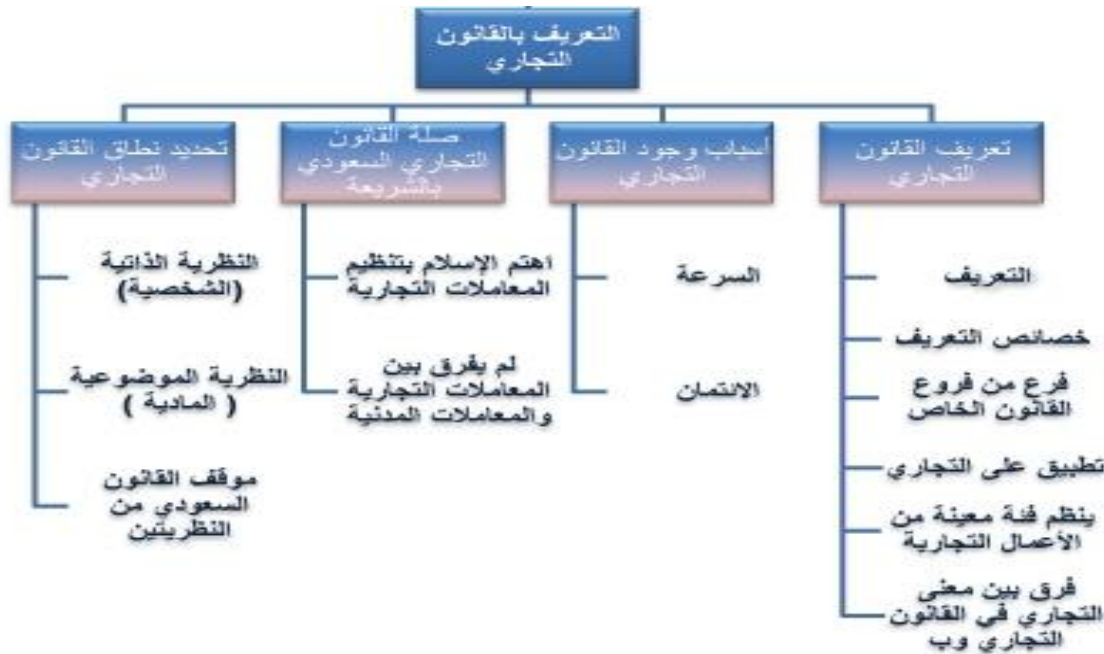 التعريف بالقانون
التجاري
تعريف القانون
التجاري
التعريف
خصائص التعريف
فرع من فروع
القانون الخاص
تطبيق على التجاري
ينظم فئة معينة من
الأعمال التجارية
فرق بين معنى
التجاري في القانون
التجاري وب
أسباب وجود القانون
التجاري
السرعة
الائتمان
صلة القانون
التجاري السعودي
بالشريعة
اهتم الإسلام بتنظيم
المعاملات التجارية
لم يفرق بين
المعاملات التجارية
والمعاملات المدنية
تحديد نطاق القانون
التجاري
النظرية الذاتية
(الشخصية)
النظرية الموضوعية
( المادية )
موقف القانون
السعودي من
النظريتين